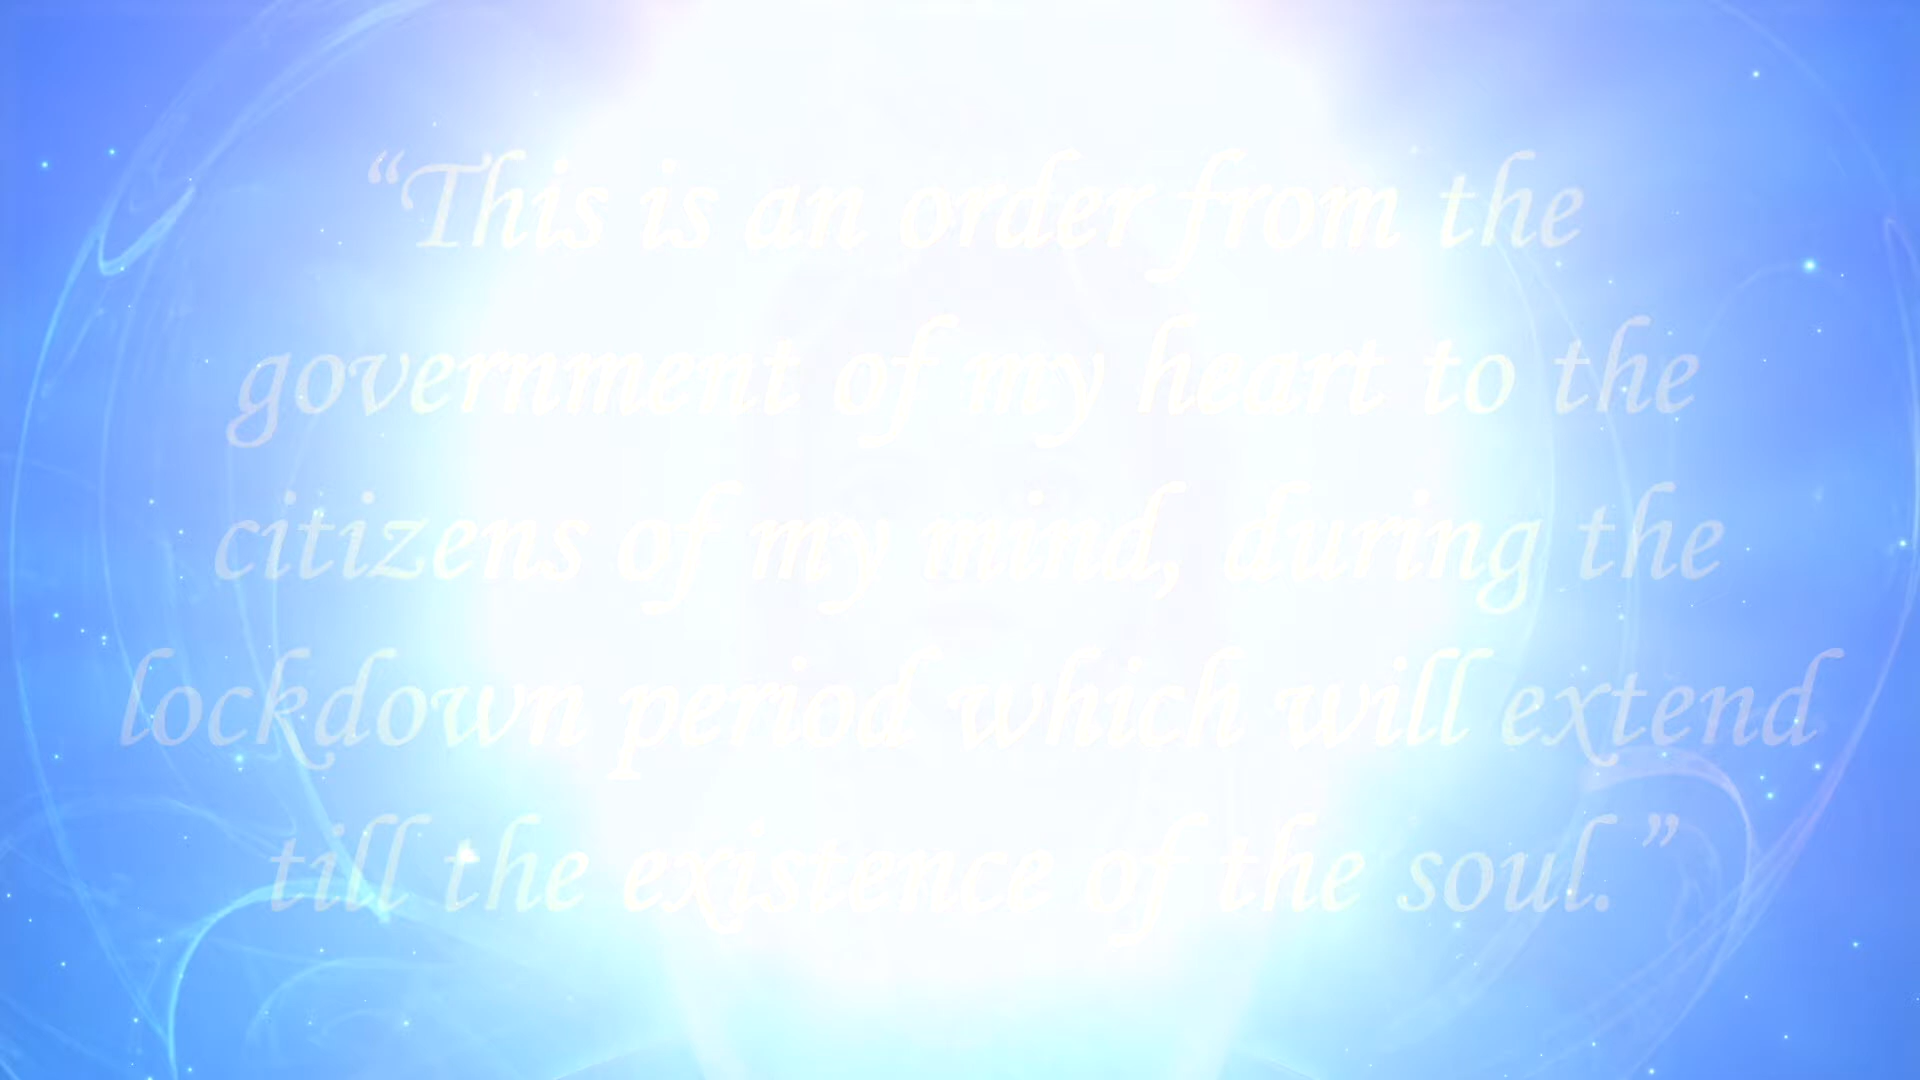 “This is an order from the
government of my heart to the
citizens of my mind, during the
lockdown period which will extend
till the existence of the soul.”